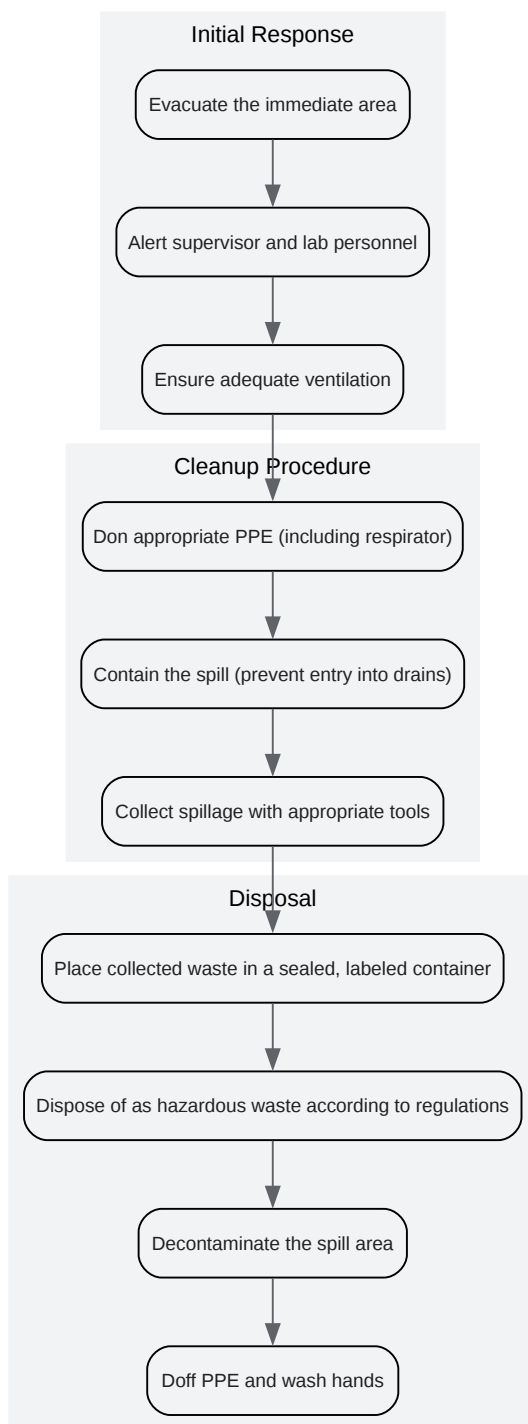 Initial Response
Evacuate the immediate area
Alert supervisor and lab personnel
Ensure adequate ventilation
Cleanup Procedure
Don appropriate PPE (including respirator)
Contain the spill (prevent entry into drains)
Collect spillage with appropriate tools
Disposal
Place collected waste in a sealed, labeled container
Dispose of as hazardous waste according to regulations
Decontaminate the spill area
Doff PPE and wash hands